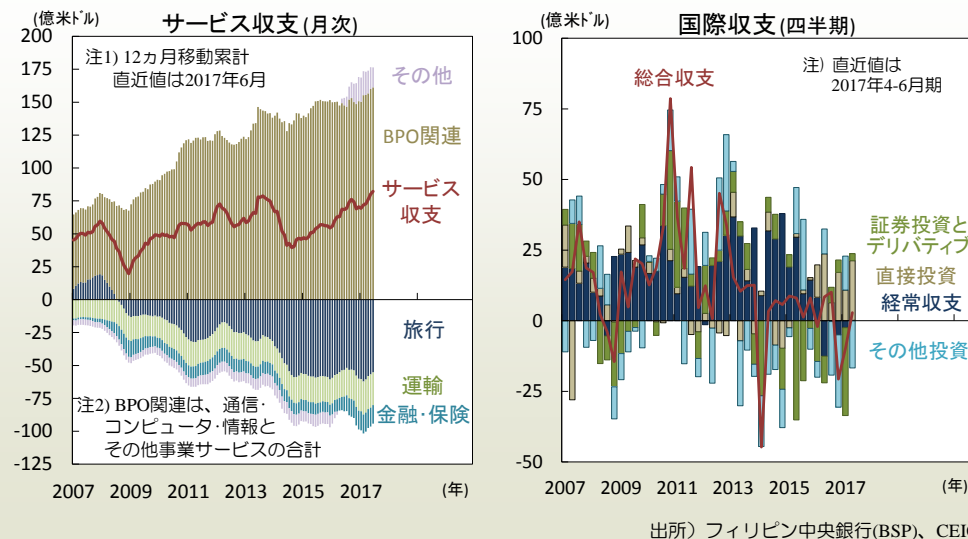 サービス収支(月次)
(億米ドル)
200
175
150
125
100
75
50
25
0
-25
-50
-75
-100
-125
注1) 12ヵ月移動累計
直近値は2017年6月
その他
BPO関連
サービス
収支
旅行
運輸
金融・保険
注2) BPO関連は、通信・
コンピュータ・情報と
その他事業サービスの合計
2007 2009 2011 2013 2015 2017 (年)
国際収支(四半期)
(億米ドル)
100
75
50
25
0
-25
-50
総合収支
注) 直近値は
2017年4-6月期
証券投資と
デリバティブ
直接投資
経常収支
その他投資
2007 2009 2011 2013 2015 2017 (年)
出所）フィリピン中央銀行(BSP)、CEIC